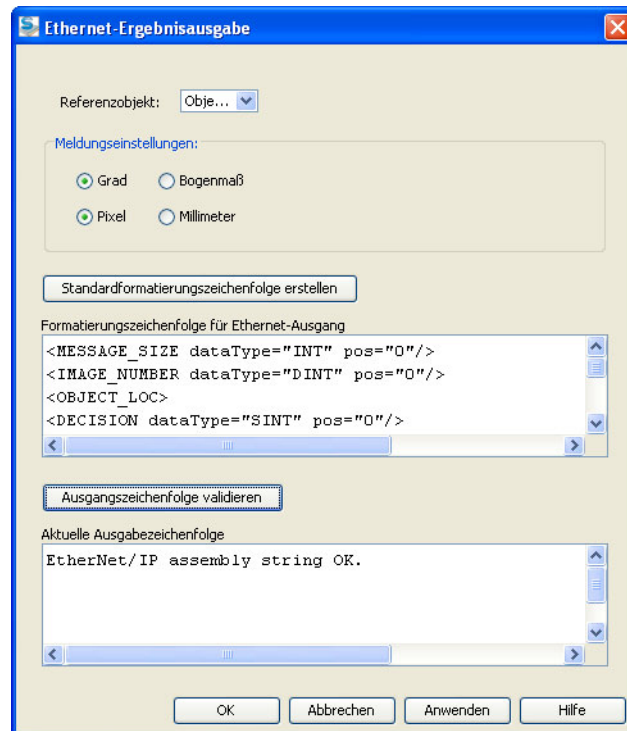 Ethernet-Ergebnisausgabe
Referenzobjekt: Obje...
Meldungseinstellungen:
Grad Bogenmaß
Pixel Millimeter
Standardformatierungszeichenfolge erstellen
Formatierungszeichenfolge für Ethernet-Ausgang
<MESSAGE_SIZE dataType="INT" pos="0"/>
<IMAGE_NUMBER dataType="DINT" pos="0"/>
<OBJECT_LOC>
<DECISION dataType="SINT" pos="0"/>
Ausgangszeichenfolge validieren
Aktuelle Ausgabezeichenfolge
EtherNet/IP assembly string OK.
OK Abbrechen Anwenden Hilfe